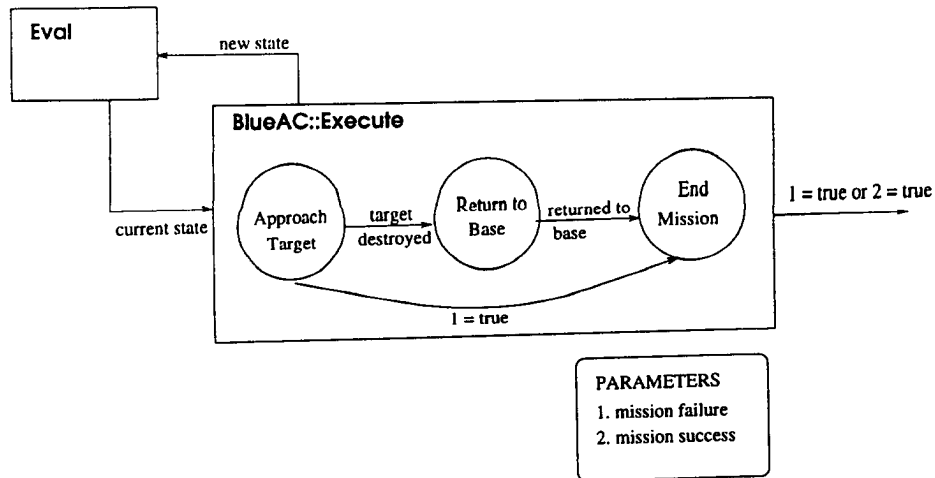 Eval
new state
BlueAC::Execute
current state
Approach
Target
target
destroyed
Return to
Base
returned to
base
End
Mission
1 = true
1 = true or 2 = true
PARAMETERS
1. mission failure
2. mission success